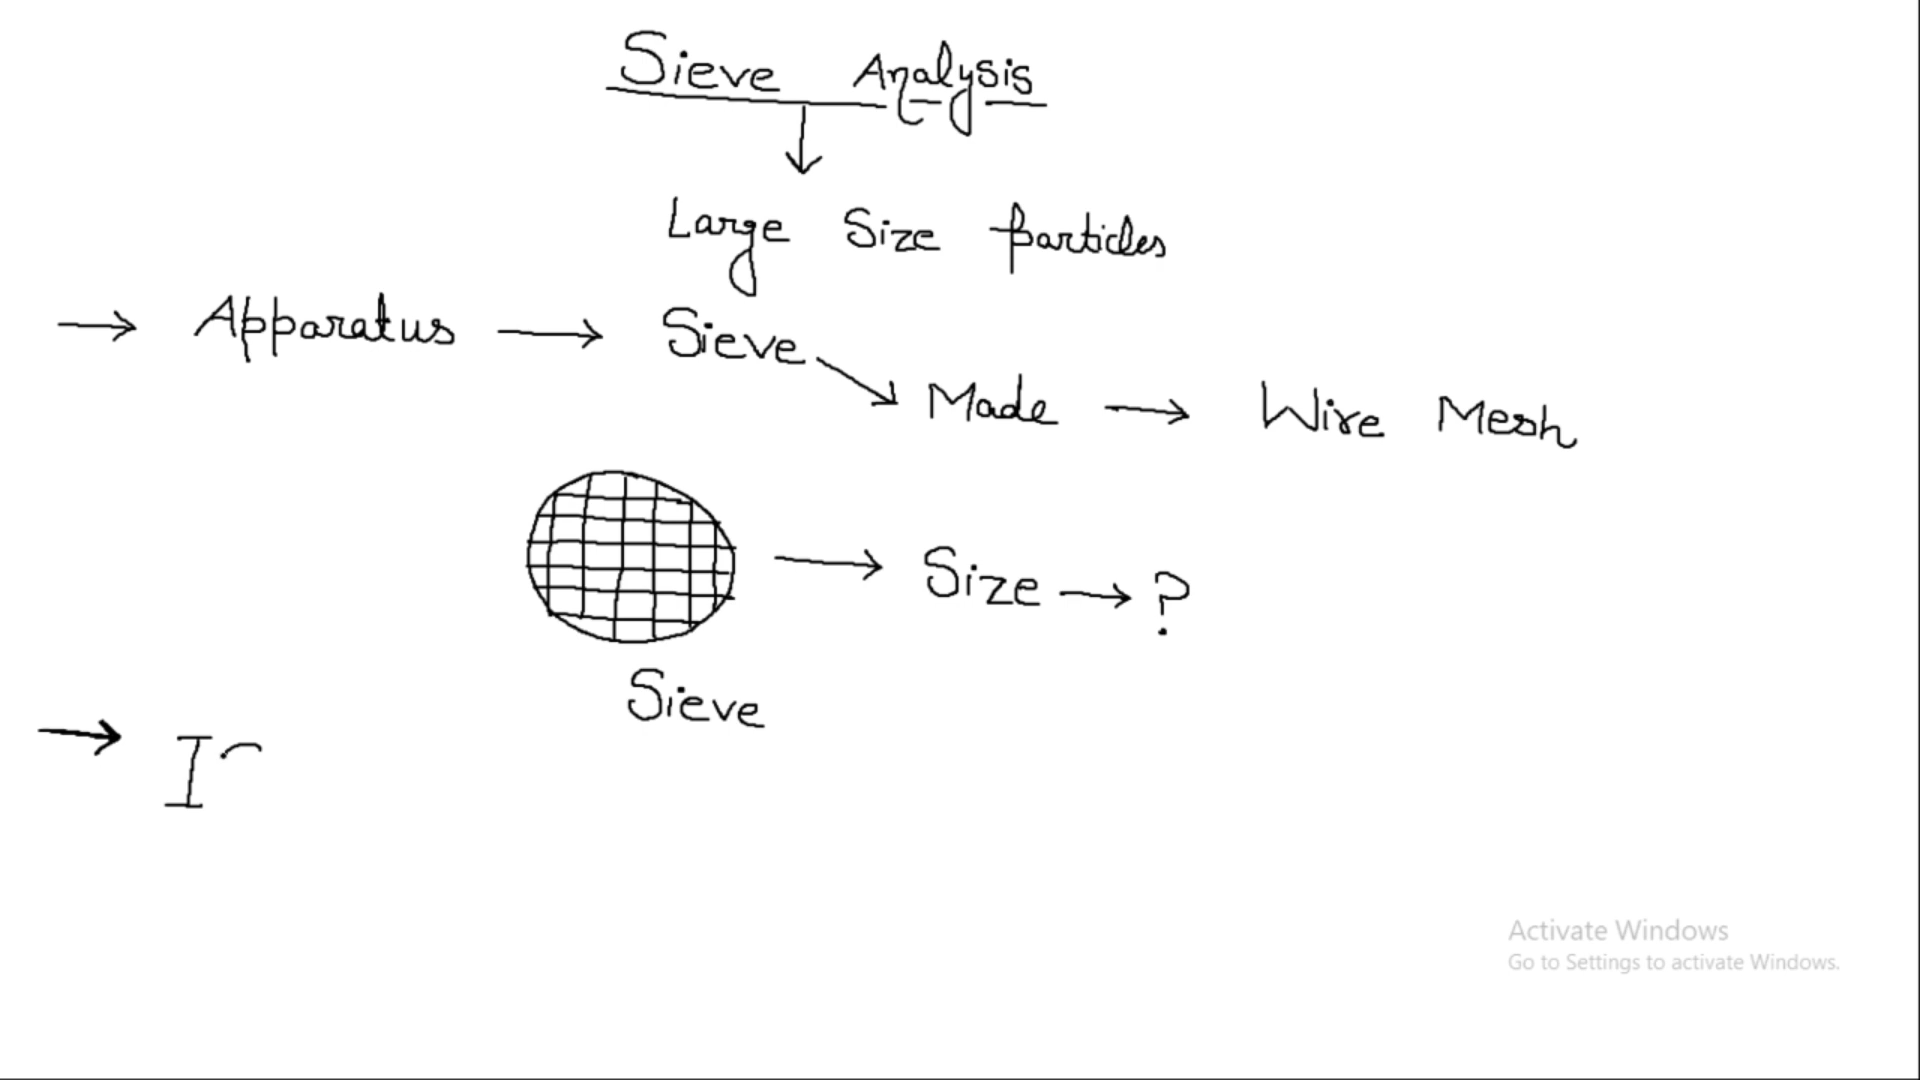 Sieve Analysis
Large Size particles
Apparatus Sieve
Made Wire Mesh
Size ?
Sieve
I
Activate Windows
Go to Settings to activate Windows.